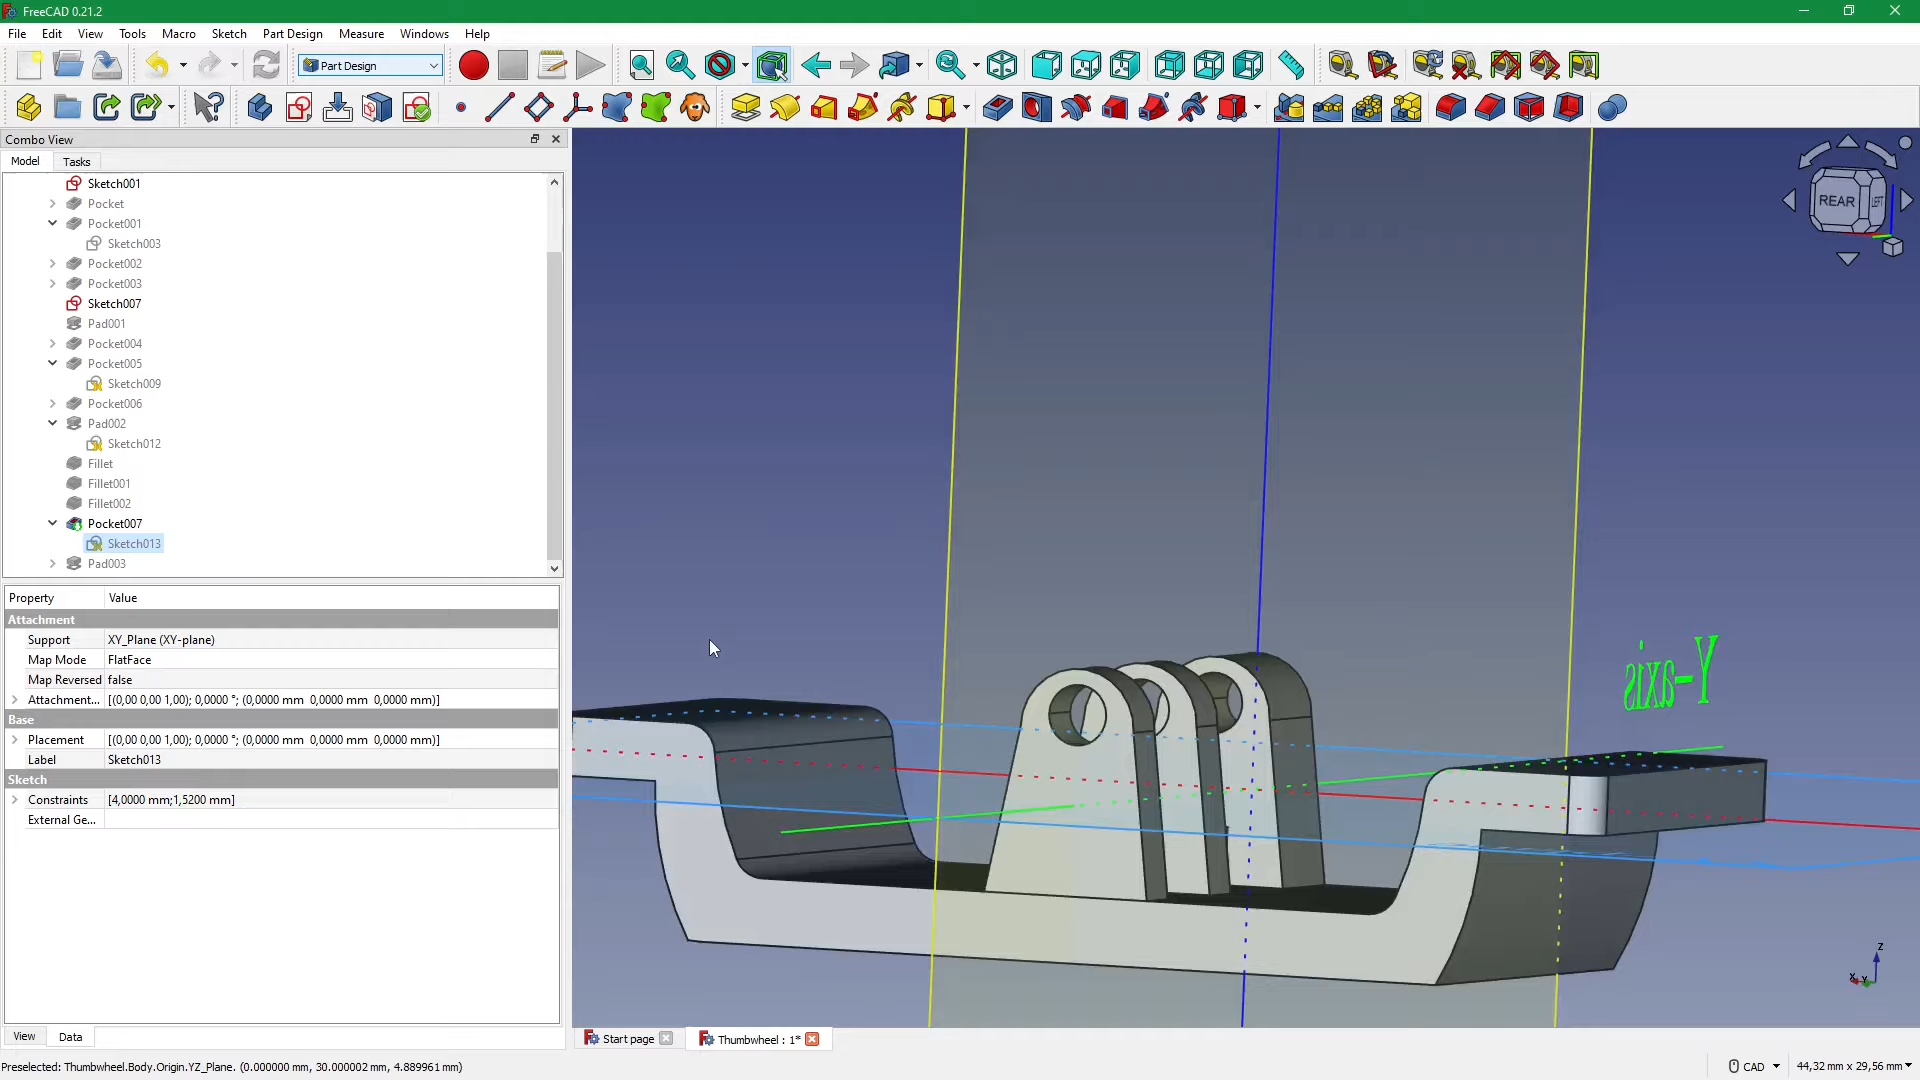 FreeCAD 0.21.2
File Edit View Tools Macro Sketch Part Design Measure Windows Help
Part Design
Combo View
Model Tasks
Sketch001
Pocket
Pocket001
Sketch003
Pocket002
Pocket003
Sketch007
Pad001
Pocket004
Pocket005
Sketch009
Pocket006
Pad002
Sketch012
Fillet
Fillet001
Fillet002
Pocket007
Sketch013
Pad003
Property Value
Attachment
Support XY_Plane (XY-plane)
Map Mode FlatFace
Map Reversed false
Attachment... [(0,00 0,00 1,00); 0,0000 °; (0,0000 mm 0,0000 mm 0,0000 mm)]
Base
Placement [(0,00 0,00 1,00); 0,0000 °; (0,0000 mm 0,0000 mm 0,0000 mm)]
Label Sketch013
Sketch
Constraints [4,0000 mm;1,5200 mm]
External Ge...
View Data
REAR LEFT
Y-axis
Z
X Y
Start page Thumbwheel : 1*
Preselected: Thumbwheel.Body.Origin.YZ_Plane. (0.000000 mm, 30.000002 mm, 4.889961 mm)
CAD 44,32 mm x 29,56 mm